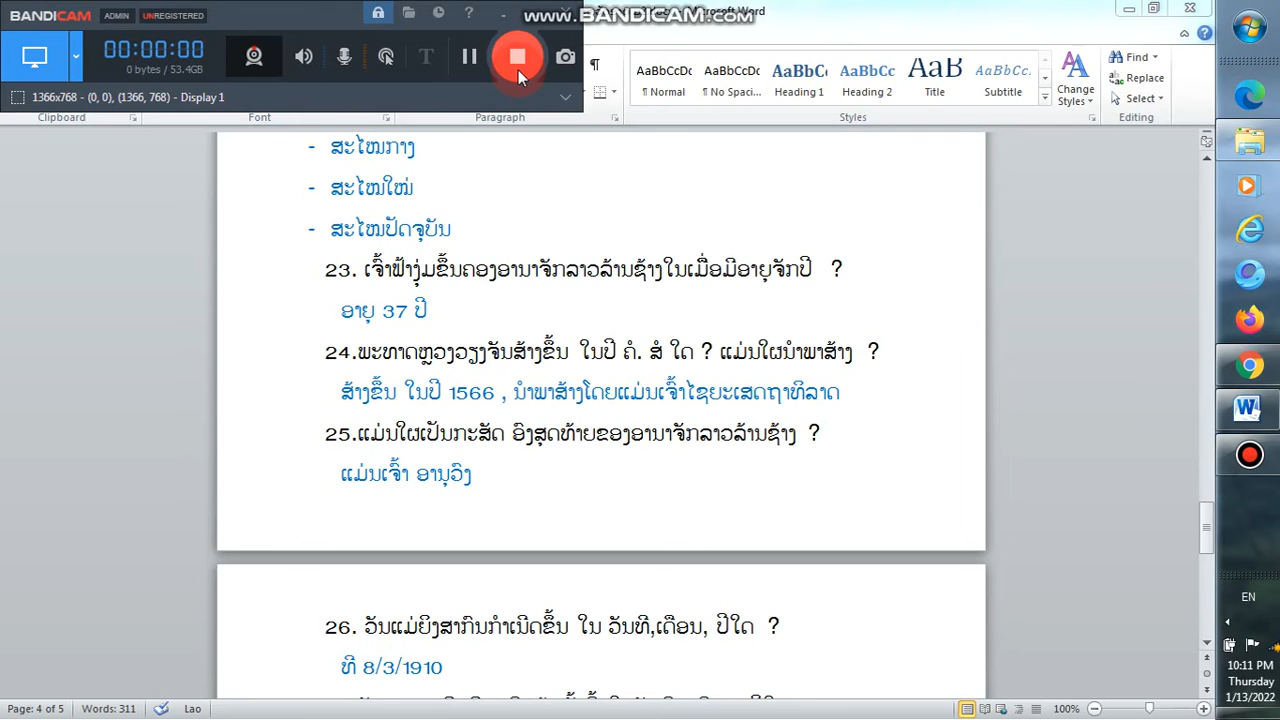 BANDICAM ADMIN UNREGISTERED
www.BANDICAM.com
Microsoft Word
00:00:00
0 bytes / 53.4GB
1366x768 - (0, 0), (1366, 768) - Display 1
AaBbCcDc AaBbCcDc AaBbC AaBbCc AaB AaBbCc.
¶ Normal ¶ No Spaci... Heading 1 Heading 2 Title Subtitle
Change Styles
Find
Replace
Select
Clipboard Font Paragraph Styles Editing
- ສະໄໝກາງ
- ສະໄໝໃໝ່
- ສະໄໝປັດຈຸບັນ
23. ເຈົ້າຟ້າງຸ່ມຂຶ້ນຄອງອານາຈັກລາວລ້ານຊ້າງໃນເມື່ອມີອາຍຸຈັກປີ ?
ອາຍຸ 37 ປີ
24.ພະທາດຫຼວງວຽງຈັນສ້າງຂຶ້ນ ໃນປີ ຄໍ. ສໍ ໃດ ? ແມ່ນໃຜນໍາພາສ້າງ ?
ສ້າງຂຶ້ນ ໃນປີ 1566 , ນໍາພາສ້າງໂດຍແມ່ນເຈົ້າໄຊຍະເສດຖາທິລາດ
25.ແມ່ນໃຜເປັນກະສັດ ອົງສຸດທ້າຍຂອງອານາຈັກລາວລ້ານຊ້າງ ?
ແມ່ນເຈົ້າ ອານຸວົງ
26. ວັນແມ່ຍິງສາກົນກໍາເນີດຂຶ້ນ ໃນ ວັນທີ,ເດືອນ, ປີໃດ ?
ທີ 8/3/1910
Page: 4 of 5 Words: 311 Lao 100%
EN
10:11 PM
Thursday
1/13/2022